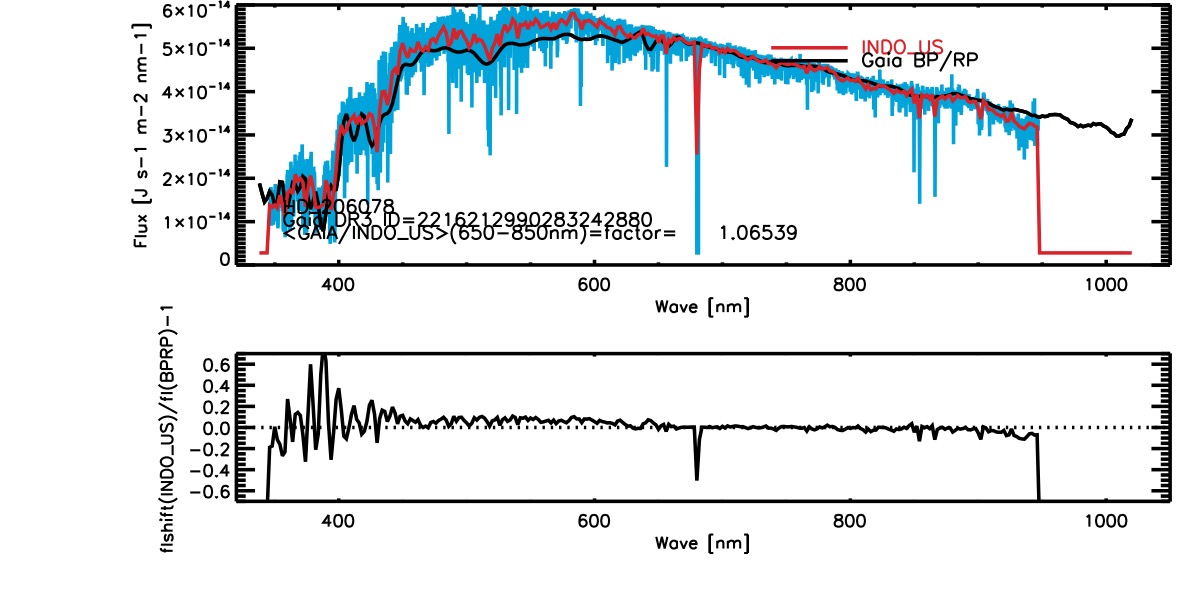 6×10-14
5×10-14
4×10-14
3×10-14
2×10-14
1×10-14
0
Flux [J s-1 m-2 nm-1]
INDO_US
Gaia BP/RP
HD_206078
Gaia DR3 ID=2216212990283242880
<GAIA/INDO_US>(650-850nm)=factor= 1.06539
400 600 800 1000
Wave [nm]
flshift(INDO_US)/fl(BPRP)-1
0.6
0.4
0.2
0.0
-0.2
-0.4
-0.6
400 600 800 1000
Wave [nm]